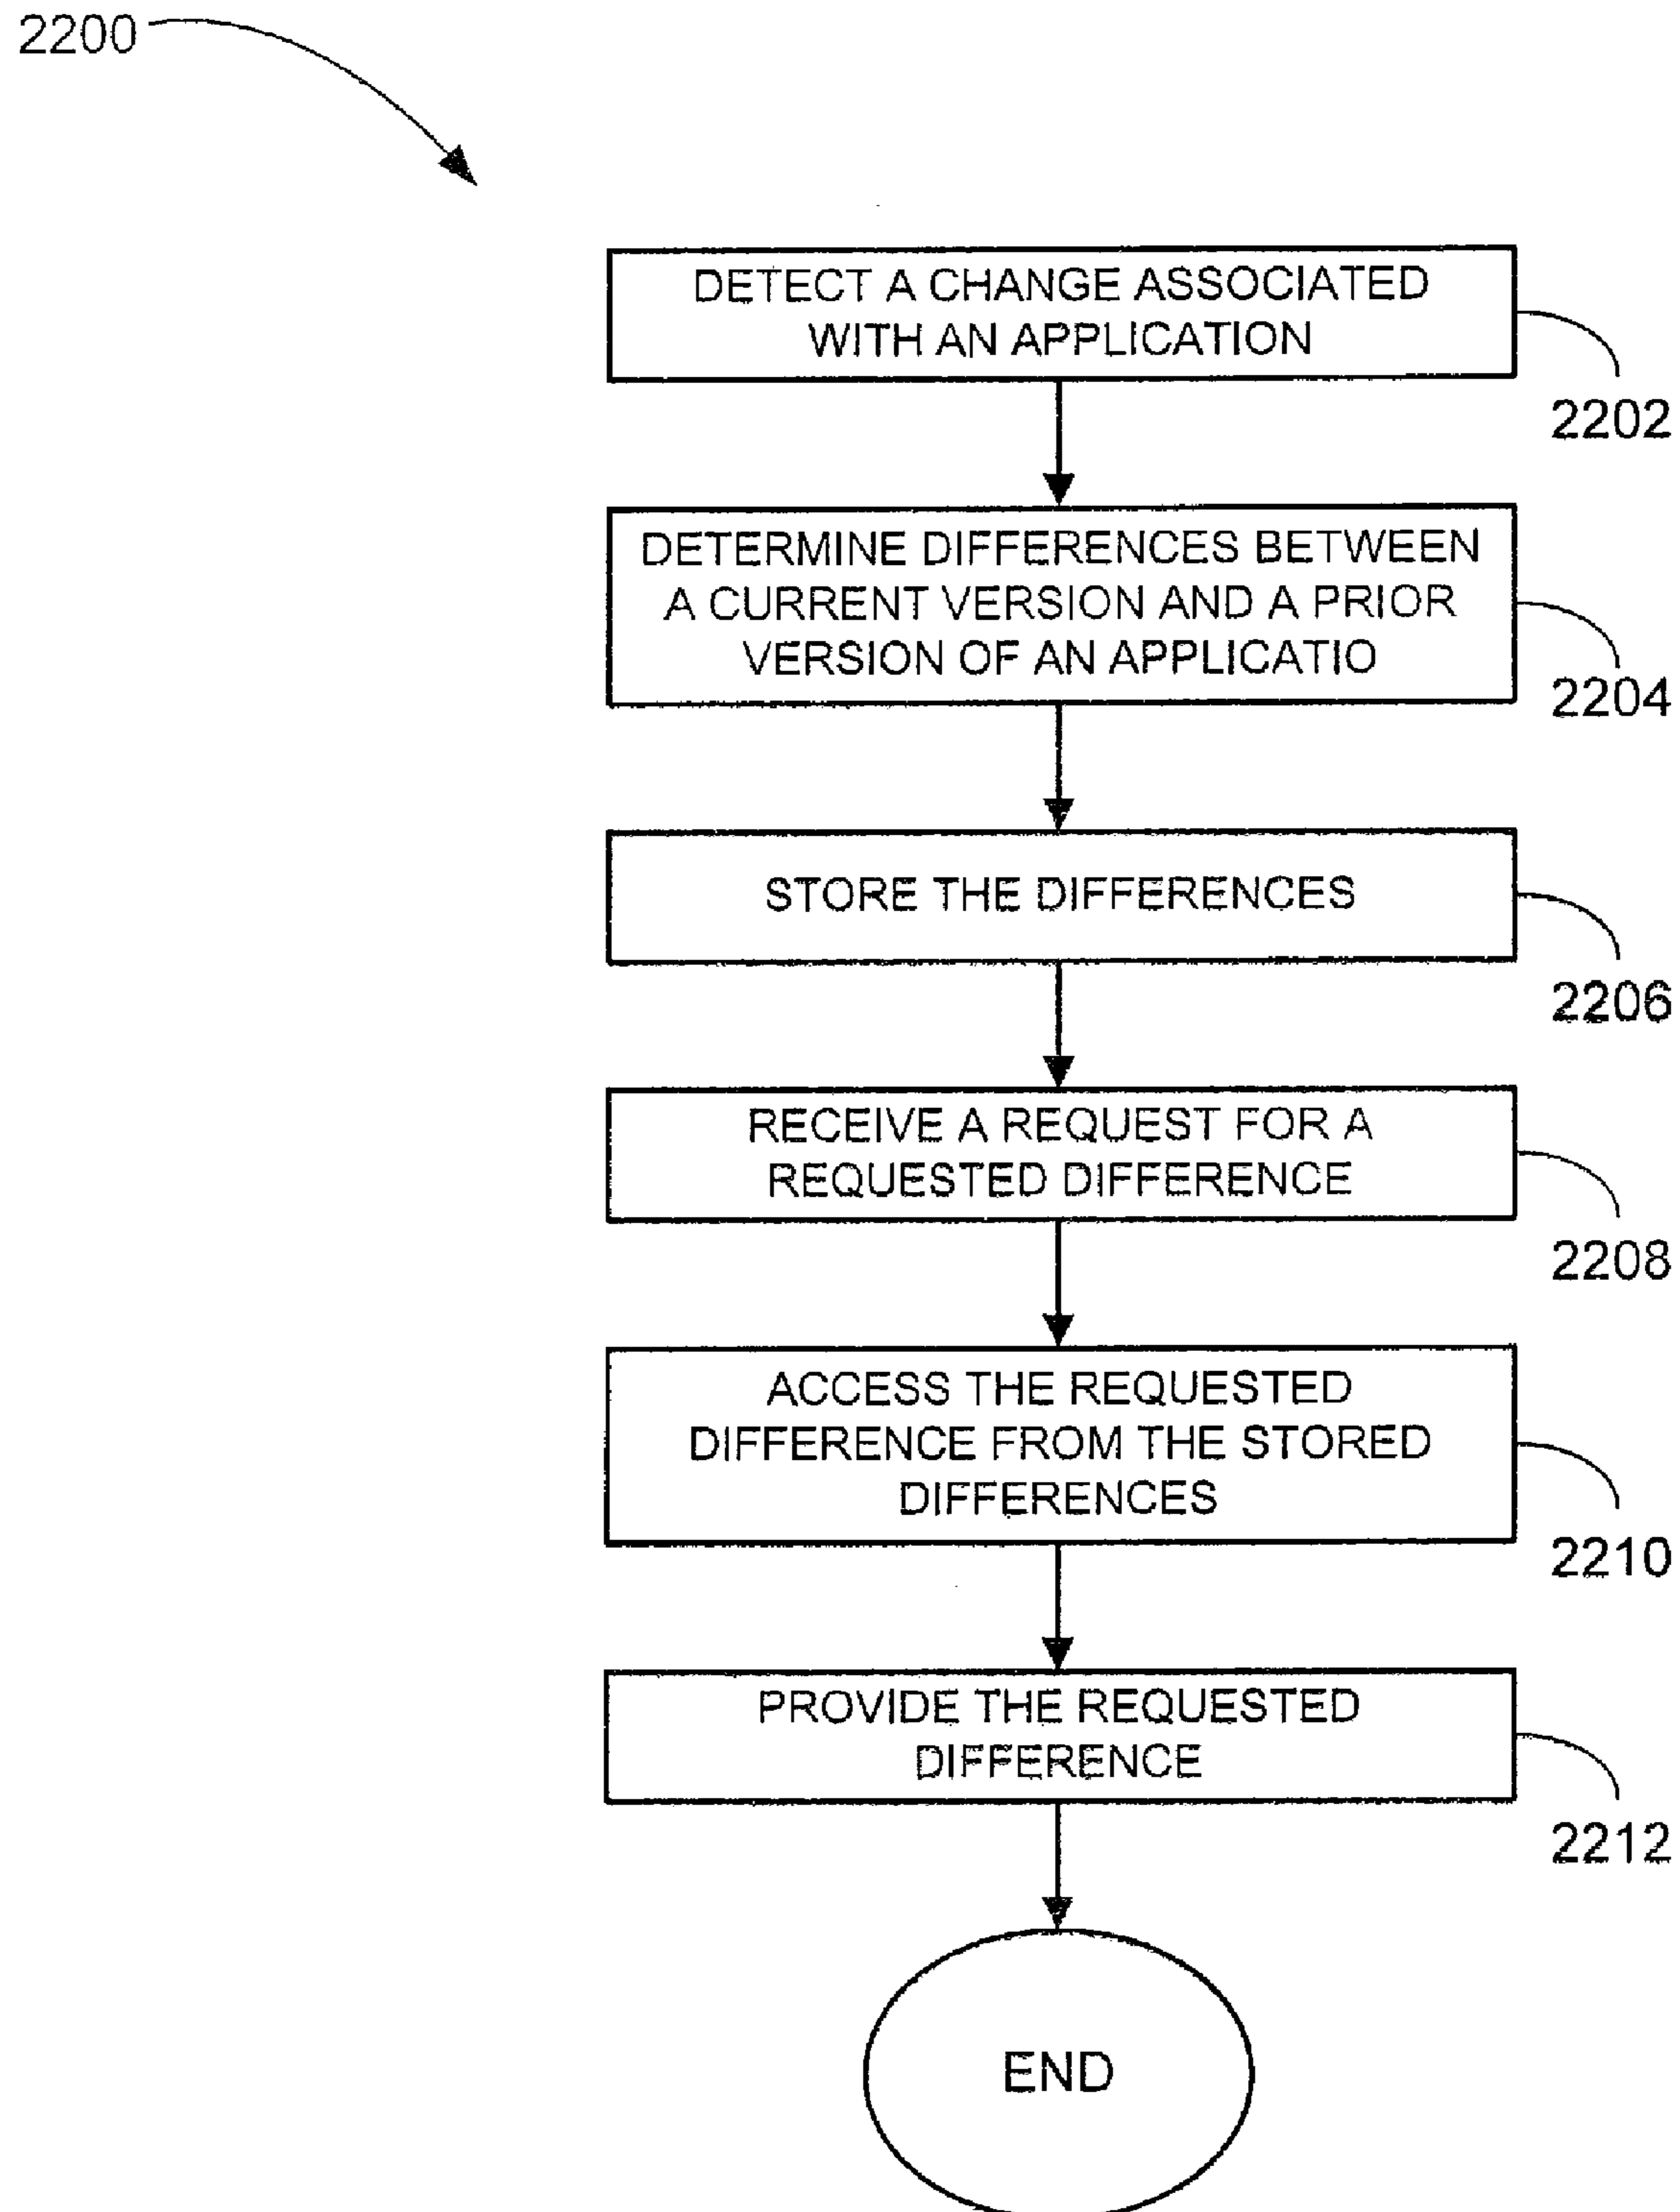 2200
DETECT A CHANGE ASSOCIATED
WITH AN APPLICATION
2202
DETERMINE DIFFERENCES BETWEEN
A CURRENT VERSION AND A PRIOR
VERSION OF AN APPLICATIO
2204
STORE THE DIFFERENCES
2206
RECEIVE A REQUEST FOR A
REQUESTED DIFFERENCE
2208
ACCESS THE REQUESTED
DIFFERENCE FROM THE STORED
DIFFERENCES
2210
PROVIDE THE REQUESTED
DIFFERENCE
2212
END